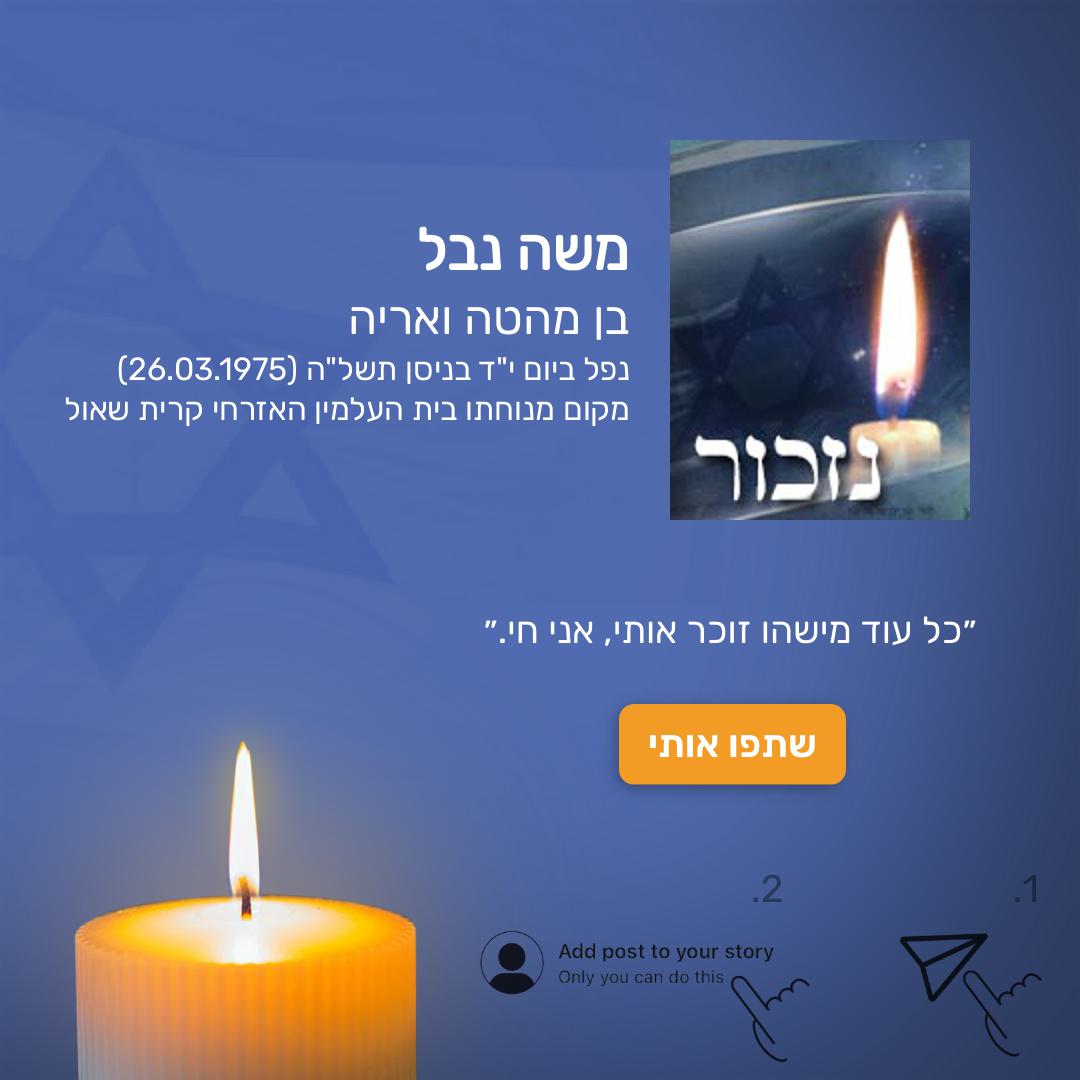 משה נבל
בן מהטה ואריה
נפל ביום י"ד בניסן תשל"ה (26.03.1975)
מקום מנוחתו בית העלמין האזרחי קרית שאול
נזכור
״כל עוד מישהו זוכר אותי, אני חי.״
שתפו אותי
1.
2.
Add post to your story
Only you can do this